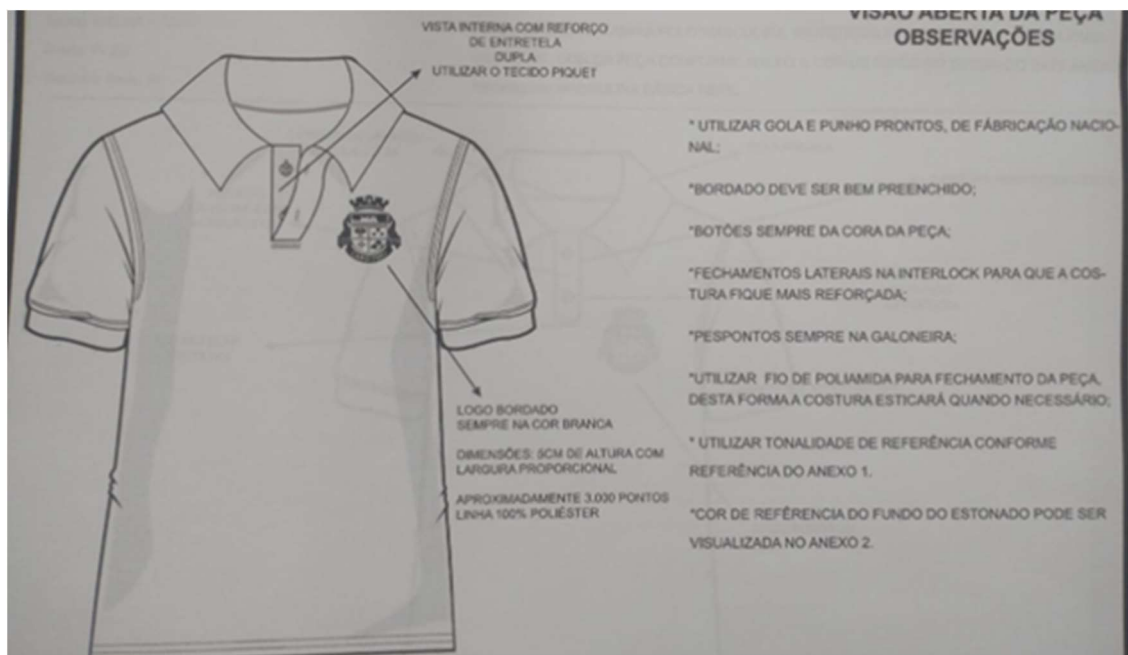 VISÃO ABERTA DA PEÇA
OBSERVAÇÕES
VISTA INTERNA COM REFORÇO
DE ENTRETELA
DUPLA
UTILIZAR O TECIDO PIQUET
* UTILIZAR GOLA E PUNHO PRONTOS, DE FÁBRICAÇÃO NACIO-
NAL;
*BORDADO DEVE SER BEM PREENCHIDO;
*BOTÕES SEMPRE DA CORA DA PEÇA;
*FECHAMENTOS LATERAIS NA INTERLOCK PARA QUE A COS-
TURA FIQUE MAIS REFORÇADA;
*PESPONTOS SEMPRE NA GALONEIRA;
*UTILIZAR FIO DE POLIAMIDA PARA FECHAMENTO DA PEÇA,
DESTA FORMA A COSTURA ESTICARÁ QUANDO NECESSÁRIO;
* UTILIZAR TONALIDADE DE REFERÊNCIA CONFORME
REFERÊNCIA DO ANEXO 1.
*COR DE REFÊRENCIA DO FUNDO DO ESTONADO PODE SER
VISUALIZADA NO ANEXO 2.
LOGO BORDADO
SEMPRE NA COR BRANCA
DIMENSÕES: 5CM DE ALTURA COM
LARGURA PROPORCIONAL
APROXIMADAMENTE 3.000 PONTOS
LINHA 100% POLIÉSTER